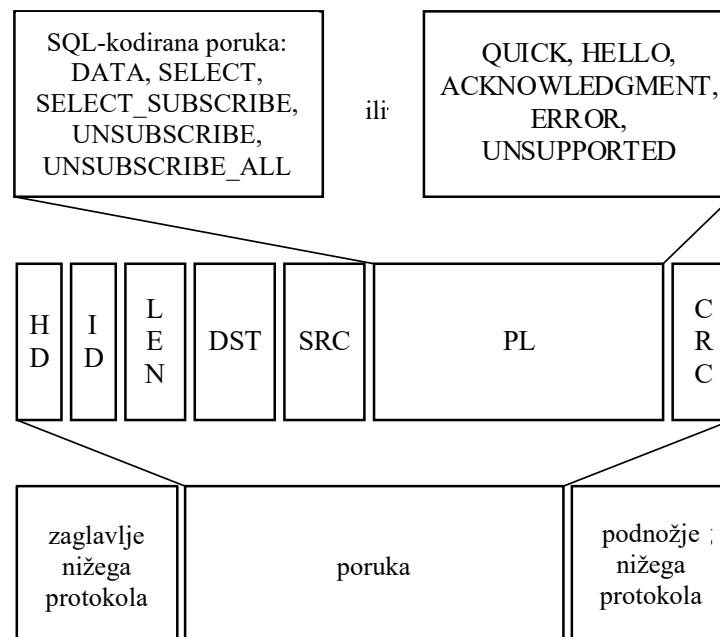 SQL-kodirana poruka:
DATA, SELECT,
SELECT_SUBSCRIBE,
UNSUBSCRIBE,
UNSUBSCRIBE_ALL
ili
QUICK, HELLO,
ACKNOWLEDGMENT,
ERROR,
UNSUPPORTED
H
D
I
D
L
E
N
DST
SRC
PL
C
R
C
zaglavlje
nižega
protokola
poruka
podnožje
nižega
protokola